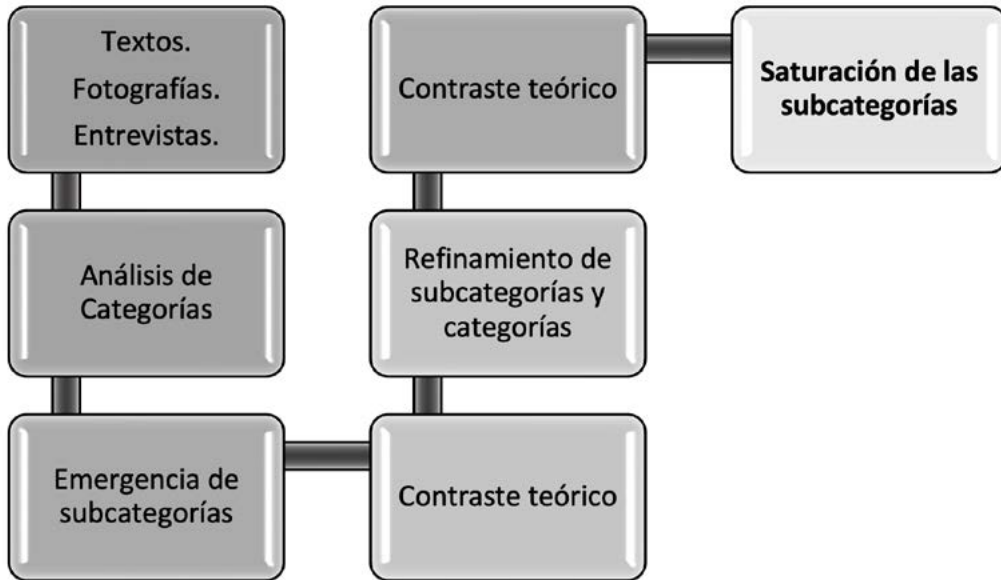 Textos.
Fotografías.
Entrevistas.
Análisis de
Categorías
Emergencia de
subcategorías
Contraste teórico
Refinamiento de
subcategorías y
categorías
Contraste teórico
Saturación de las
subcategorías